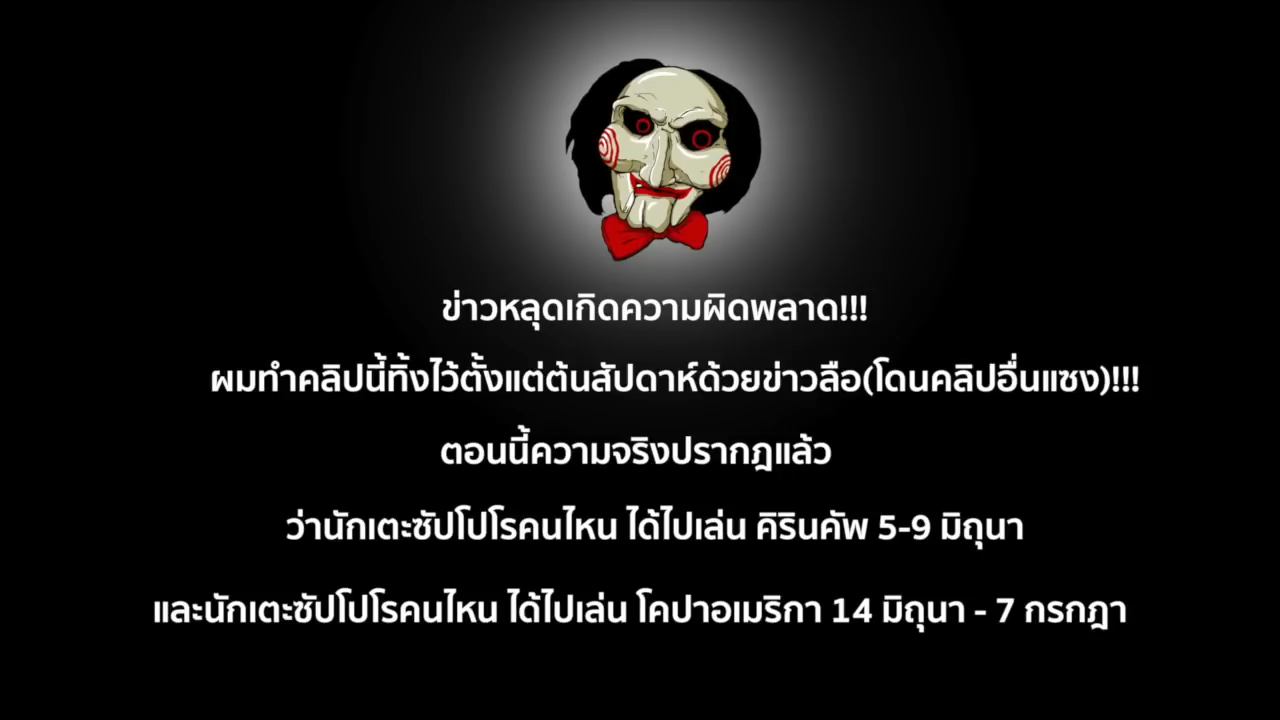 ข่าวหลุดเกิดความผิดพลาด!!!
ผมทำคลิปนี้ทิ้งไว้ตั้งแต่ต้นสัปดาห์ด้วยข่าวลือ(โดนคลิปอื่นแซง)!!!
ตอนนี้ความจริงปรากฎแล้ว
ว่านักเตะซัปโปโรคนไหน ได้ไปเล่น คิรินคัพ 5-9 มิถุนา
และนักเตะซัปโปโรคนไหน ได้ไปเล่น โคปาอเมริกา 14 มิถุนา - 7 กรกฎา